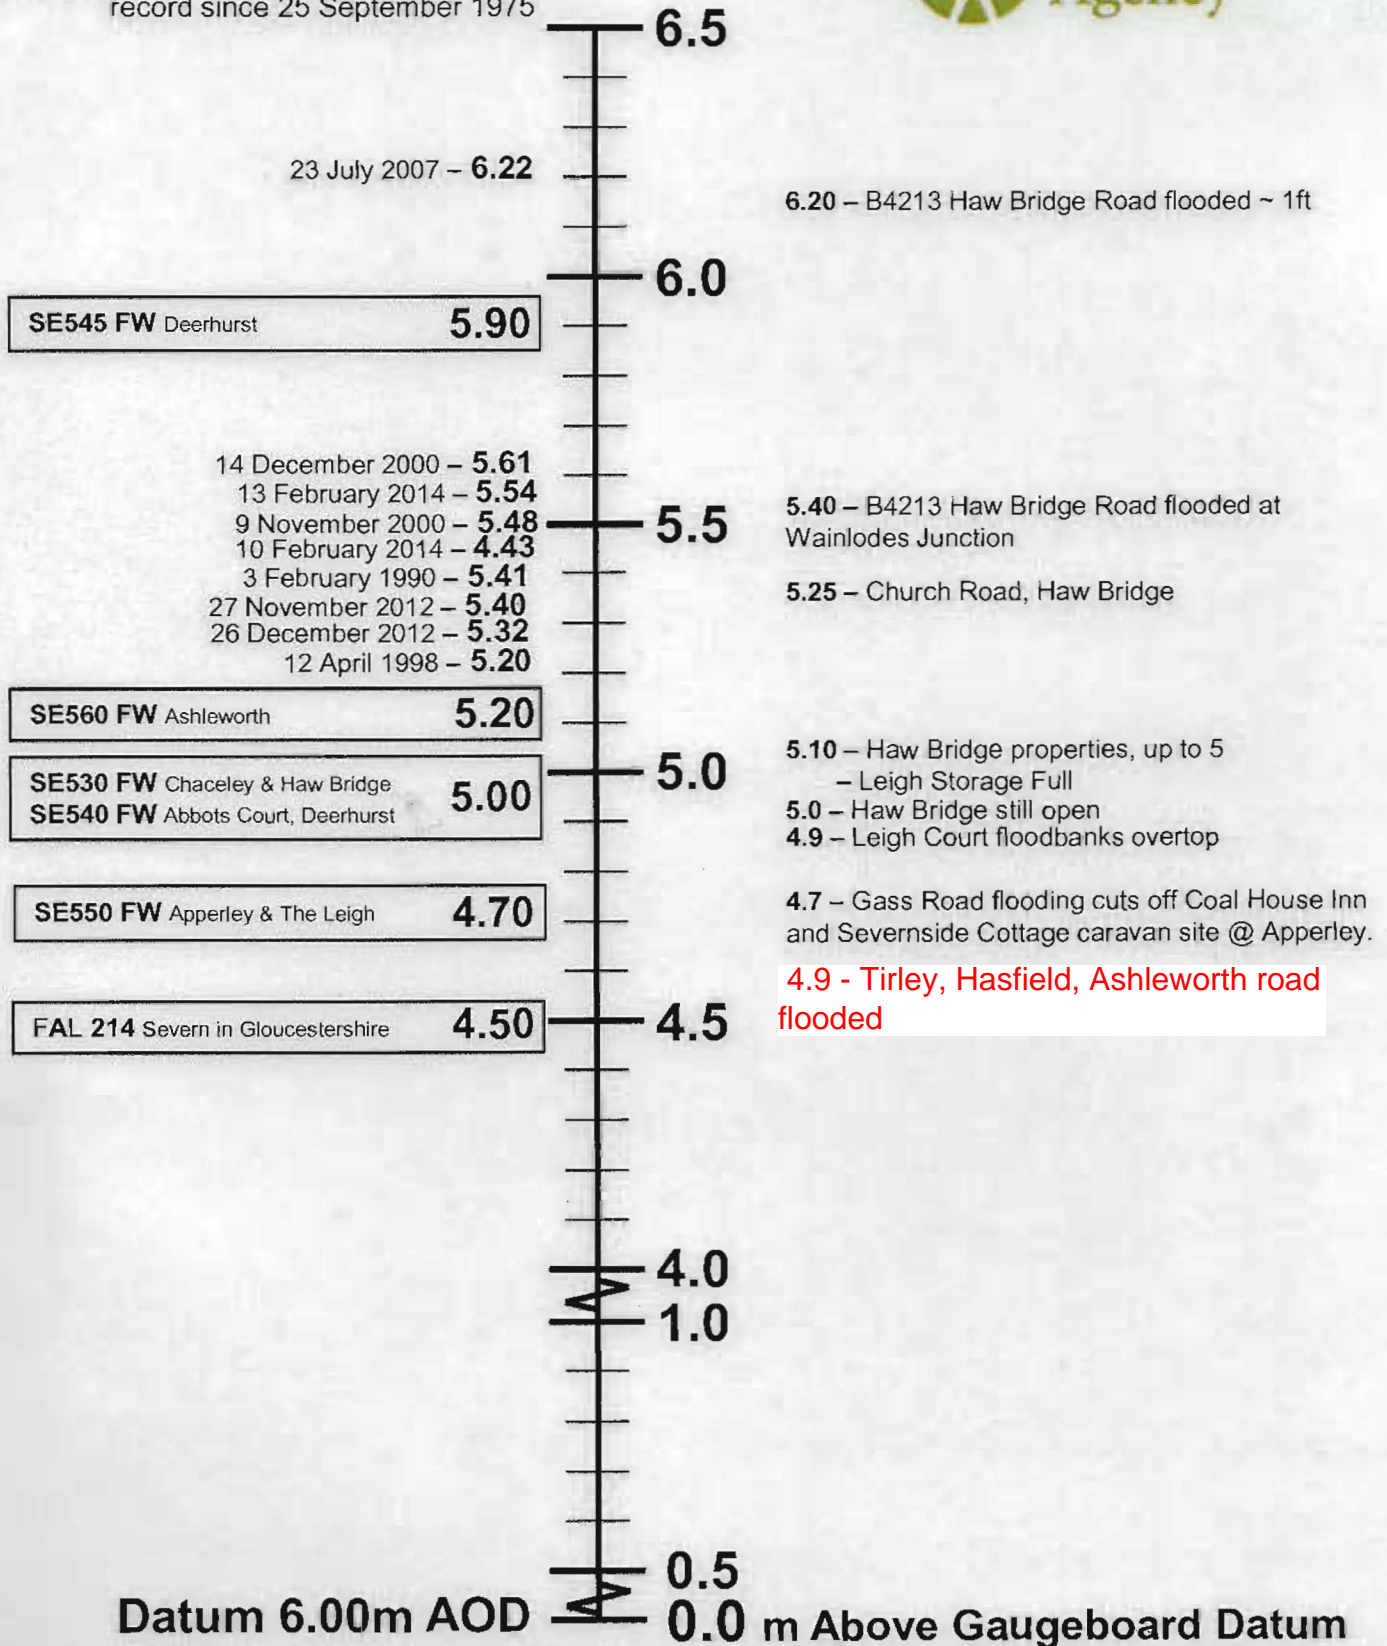 record since 25 September 1975
Agency
6.5
23 July 2007 – 6.22
6.20 – B4213 Haw Bridge Road flooded ~ 1ft
6.0
SE545 FW Deerhurst 5.90
14 December 2000 – 5.61
13 February 2014 – 5.54
9 November 2000 – 5.48
10 February 2014 – 4.43
3 February 1990 – 5.41
27 November 2012 – 5.40
26 December 2012 – 5.32
12 April 1998 – 5.20
5.5
5.40 – B4213 Haw Bridge Road flooded at
Wainlodes Junction
5.25 – Church Road, Haw Bridge
SE560 FW Ashleworth 5.20
SE530 FW Chaceley & Haw Bridge
SE540 FW Abbots Court, Deerhurst
5.00
5.0
5.10 – Haw Bridge properties, up to 5
– Leigh Storage Full
5.0 – Haw Bridge still open
4.9 – Leigh Court floodbanks overtop
SE550 FW Apperley & The Leigh 4.70
4.7 – Gass Road flooding cuts off Coal House Inn
and Severnside Cottage caravan site @ Apperley.
4.9 - Tirley, Hasfield, Ashleworth road
flooded
FAL 214 Severn in Gloucestershire 4.50
4.5
4.0
1.0
0.5
Datum 6.00m AOD
0.0 m Above Gaugeboard Datum